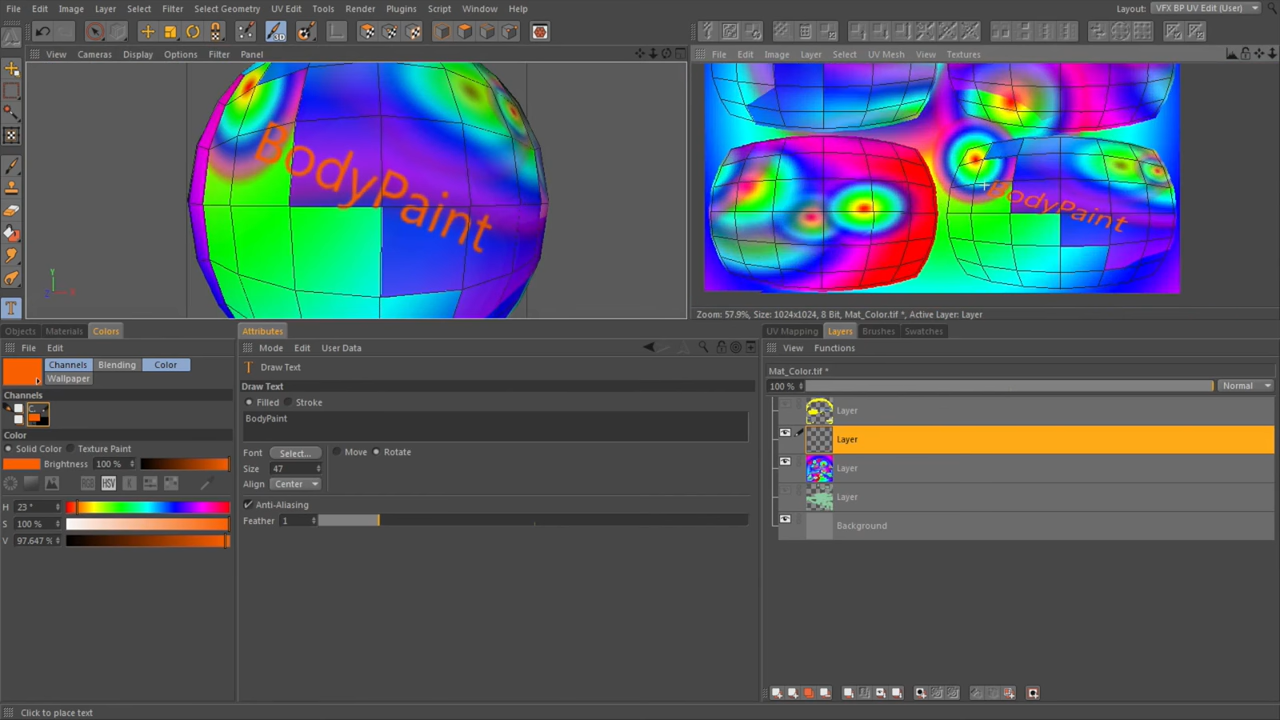 File Edit Layer Select Filter Select Geometry UV Edit Tools Render Plugins Script Window Help Layout: VFX BP UV Edit (User)
3D
View Cameras Display Options Filter Panel
File Edit Image Layer Select UV Mesh View Textures
BodyPaint
BodyPaint
Y
X
Z
Zoom: 57.9%, Size: 1024x1024, 8 Bit, Mat_Color.tif *, Active Layer: Layer
Objects Materials Colors
Attributes
UV Mapping Layers Brushes Swatches
File Edit
Mode Edit User Data
View Functions
Channels Blending Color
Wallpaper
T Draw Text
Mat_Color.tif *
Draw Text
100 % Normal
Channels
Filled Stroke
BodyPaint
Layer
Layer
Layer
Layer
Background
Color
Solid Color Texture Paint
Brightness 100 %
HSV
H 23 °
S 100 %
V 97.647 %
Font Select... Move Rotate
Size 47
Align Center
Anti-Aliasing
Feather 1
Click to place text